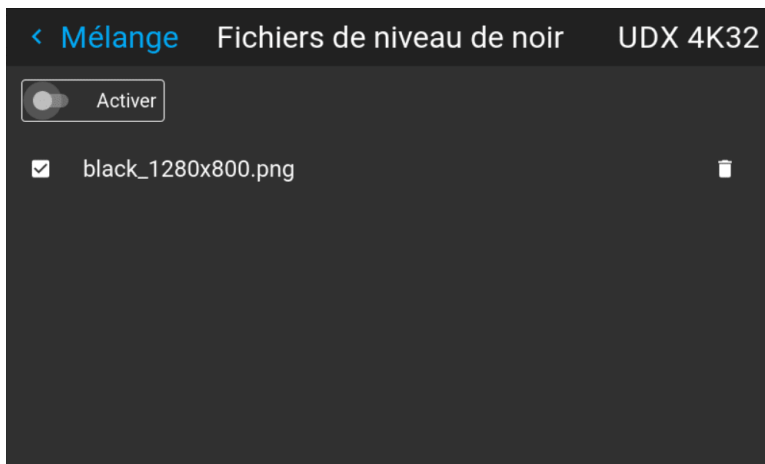 Mélange Fichiers de niveau de noir UDX 4K32
Activer
black_1280x800.png